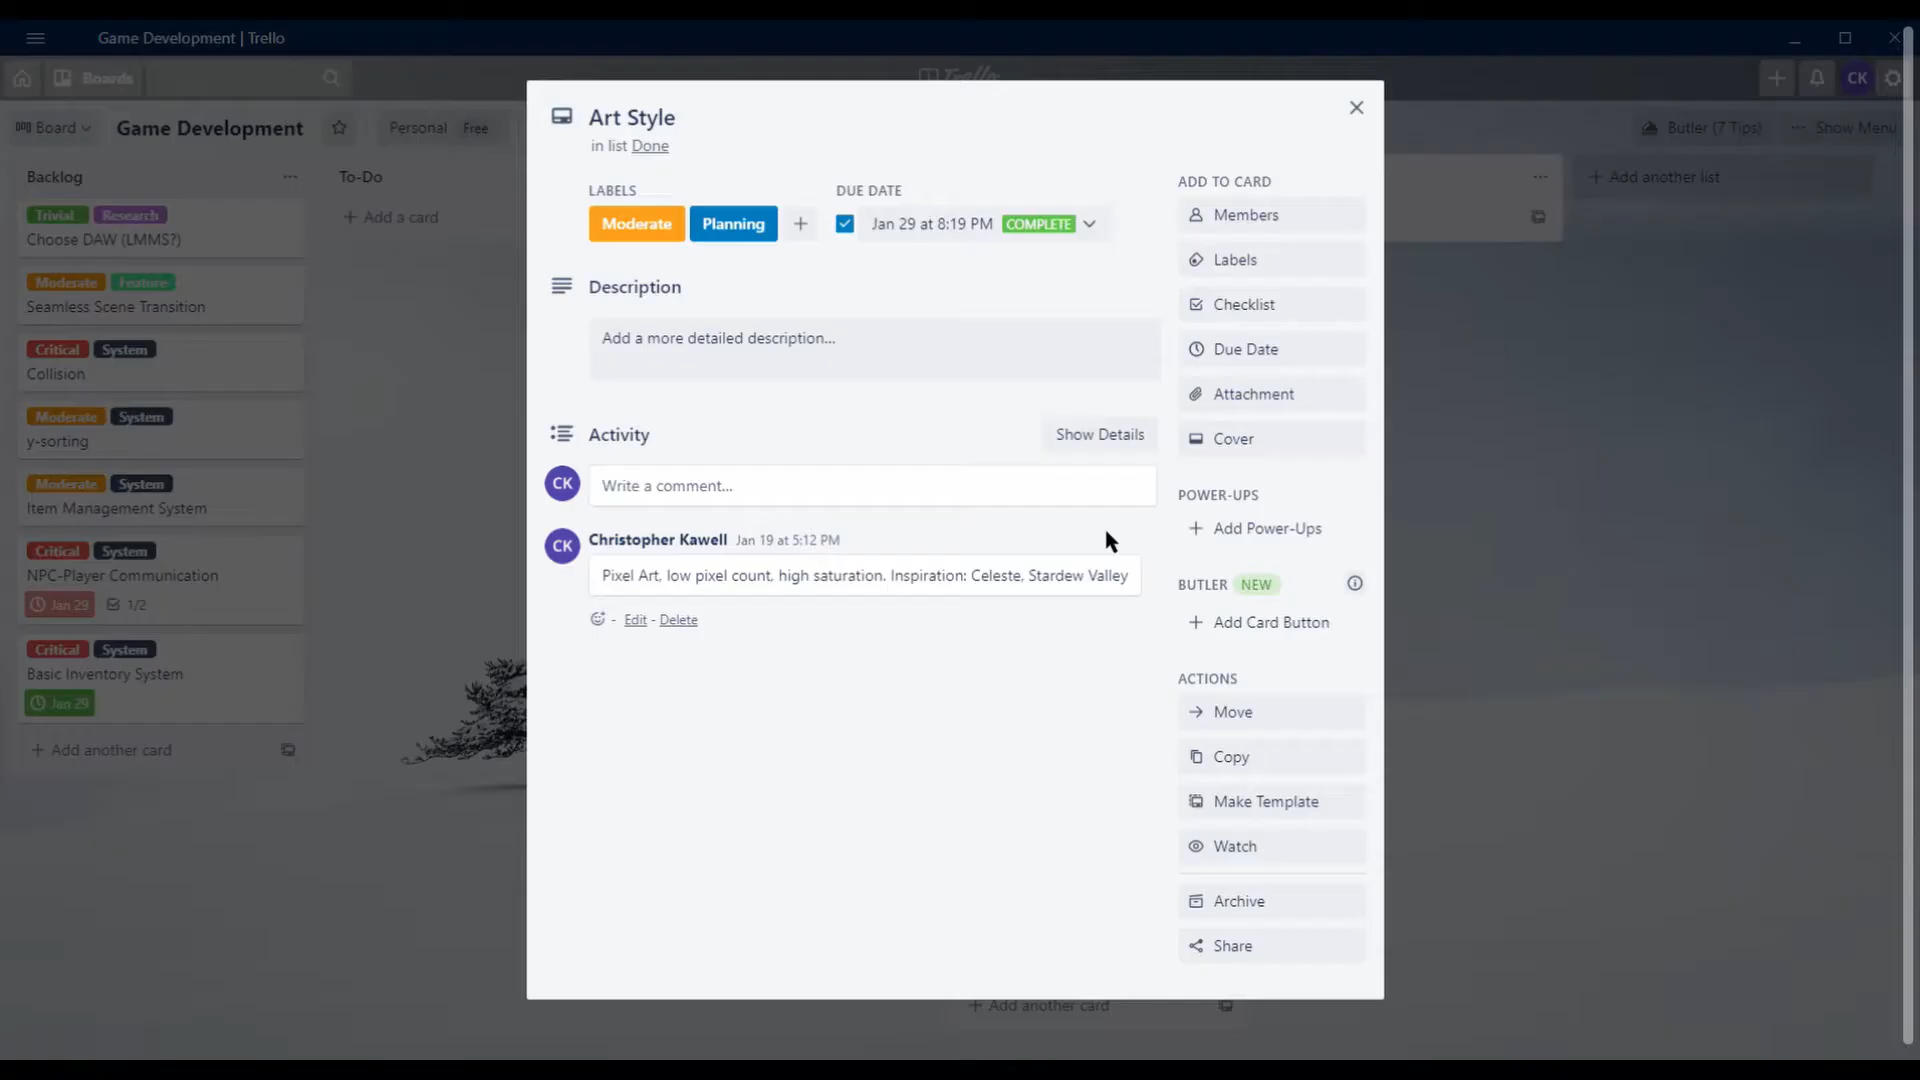 Game Development | Trello
Boards
Trello
CK
Board
Game Development
Personal
Free
Butler (7 Tips)
... Show Menu
Backlog
Trivial Research
Choose DAW (LMMS?)
Moderate Feature
Seamless Scene Transition
Critical System
Collision
Moderate System
y-sorting
Moderate System
Item Management System
Critical System
NPC-Player Communication
Jan 29 1/2
Critical System
Basic Inventory System
Jan 29
+ Add another card
To-Do
+ Add a card
Art Style
in list Done
LABELS
Moderate Planning +
DUE DATE
Jan 29 at 8:19 PM COMPLETE
Description
Add a more detailed description...
Activity
Show Details
CK
Write a comment...
CK
Christopher Kawell Jan 19 at 5:12 PM
Pixel Art, low pixel count, high saturation. Inspiration: Celeste, Stardew Valley
- Edit - Delete
ADD TO CARD
Members
Labels
Checklist
Due Date
Attachment
Cover
POWER-UPS
+ Add Power-Ups
BUTLER NEW
+ Add Card Button
ACTIONS
Move
Copy
Make Template
Watch
Archive
Share
+ Add another card
+ Add another list